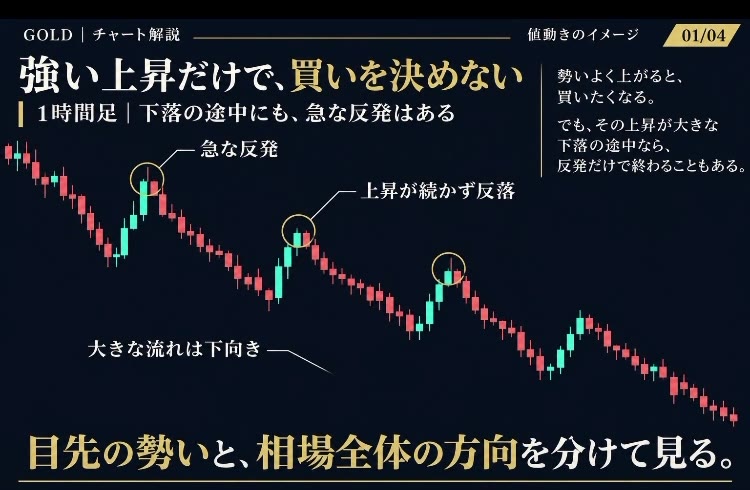 GOLD | チャート解説
値動きのイメージ
01/04
強い上昇だけで、買いを決めない
1時間足 | 下落の途中にも、急な反発はある
勢いよく上がると、
買いたくなる。
でも、その上昇が大きな
下落の途中なら、
反発だけで終わることもある。
急な反発
上昇が続かず反落
大きな流れは下向き
目先の勢いと、相場全体の方向を分けて見る。